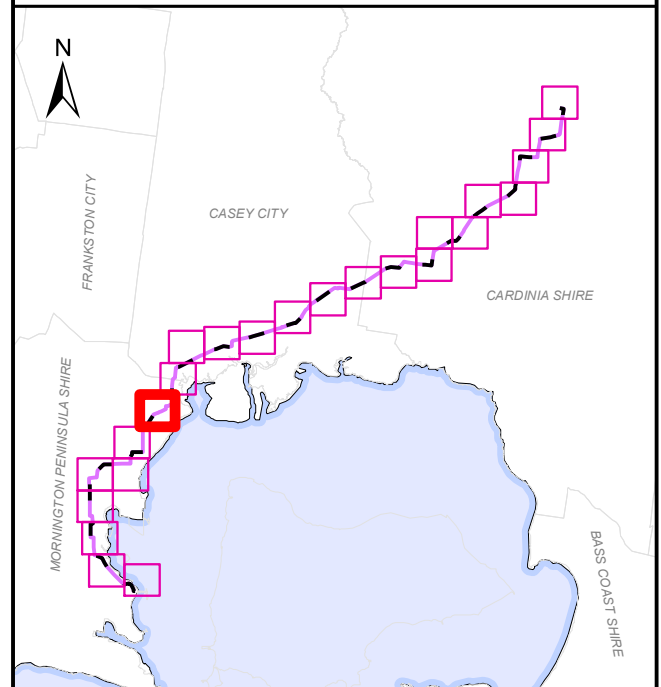 N
FRANKSTON CITY
CASEY CITY
CARDINIA SHIRE
MORNINGTON PENINSULA SHIRE
BASS COAST SHIRE